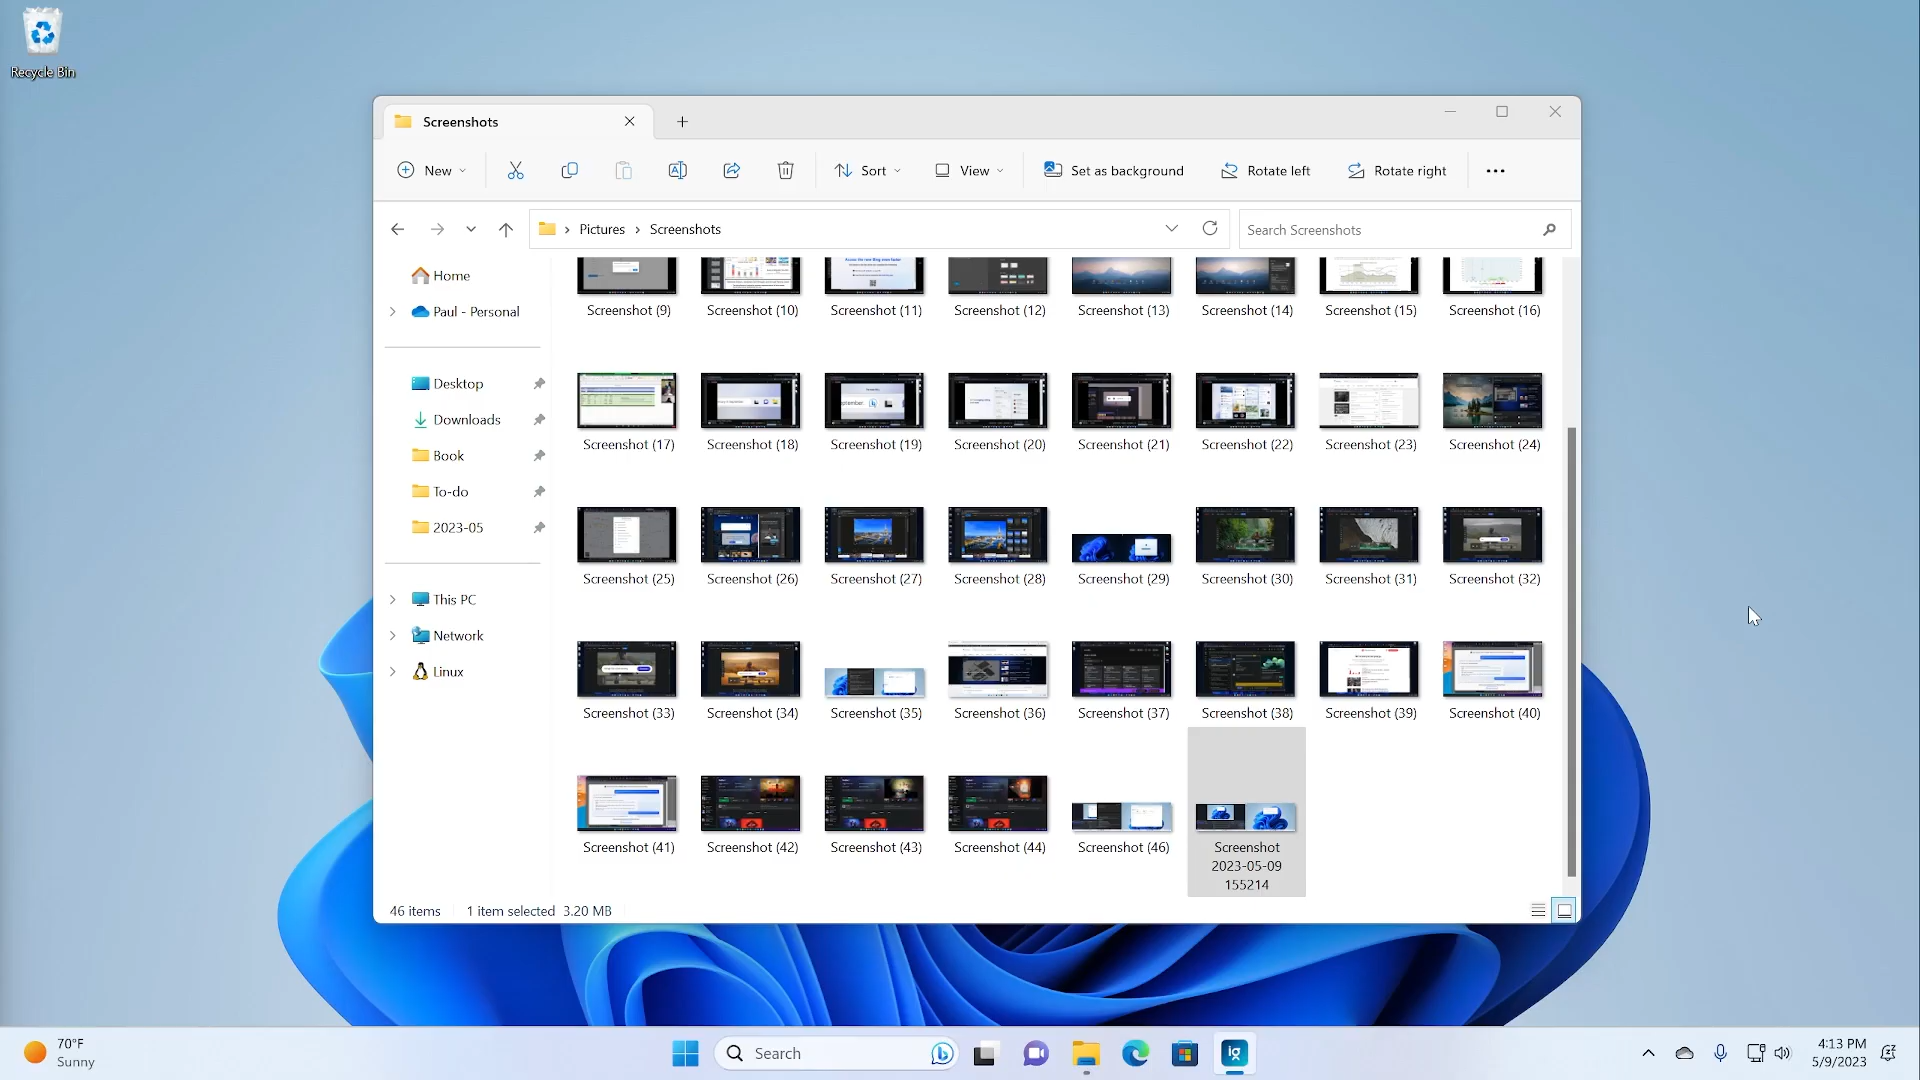 Recycle Bin
Screenshots
New
Sort
View
Set as background
Rotate left
Rotate right
Pictures
Screenshots
Search Screenshots
Home
Paul - Personal
Desktop
Downloads
Book
To-do
2023-05
This PC
Network
Linux
Screenshot (9)
Screenshot (10)
Screenshot (11)
Screenshot (12)
Screenshot (13)
Screenshot (14)
Screenshot (15)
Screenshot (16)
Screenshot (17)
Screenshot (18)
Screenshot (19)
Screenshot (20)
Screenshot (21)
Screenshot (22)
Screenshot (23)
Screenshot (24)
Screenshot (25)
Screenshot (26)
Screenshot (27)
Screenshot (28)
Screenshot (29)
Screenshot (30)
Screenshot (31)
Screenshot (32)
Screenshot (33)
Screenshot (34)
Screenshot (35)
Screenshot (36)
Screenshot (37)
Screenshot (38)
Screenshot (39)
Screenshot (40)
Screenshot (41)
Screenshot (42)
Screenshot (43)
Screenshot (44)
Screenshot (46)
Screenshot
2023-05-09
155214
46 items
1 item selected 3.20 MB
70°F
Sunny
Search
ig
4:13 PM
5/9/2023